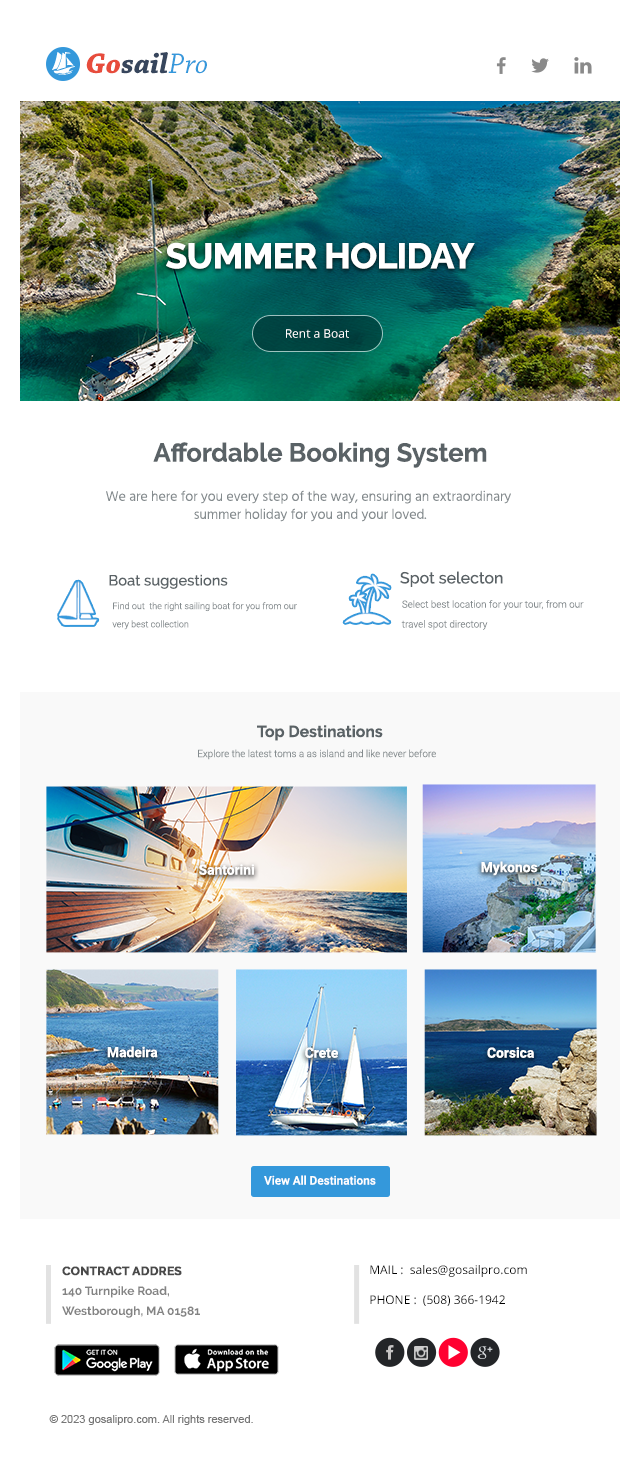 GosailPro
SUMMER HOLIDAY
Rent a Boat
Affordable Booking System
We are here for you every step of the way, ensuring an extraordinary
summer holiday for you and your loved.
Boat suggestions
Find out the right sailing boat for you from our
very best collection
Spot selecton
Select best location for your tour, from our
travel spot directory
Top Destinations
Explore the latest toms a as island and like never before
Santorini
Mykonos
Madeira
Crete
Corsica
View All Destinations
CONTRACT ADDRES
140 Turnpike Road,
Westborough, MA 01581
GET IT ON
Google Play
Download on the
App Store
MAIL : sales@gosailpro.com
PHONE : (508) 366-1942
© 2023 gosalipro.com. All rights reserved.